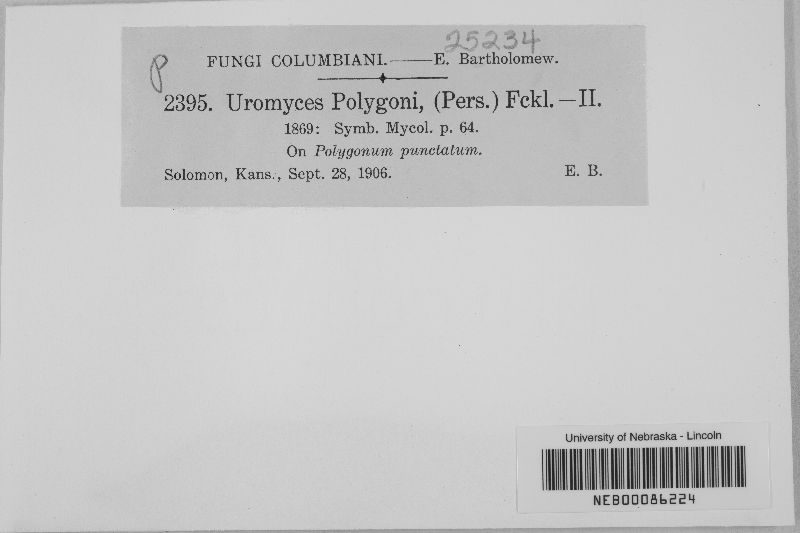 25234
P
FUNGI COLUMBIANI.——E. Bartholomew.
2395. Uromyces Polygoni, (Pers.) Fckl.—II.
1869: Symb. Mycol. p. 64.
On Polygonum punctatum.
Solomon, Kans., Sept. 28, 1906. E. B.
University of Nebraska - Lincoln
NEB00086224